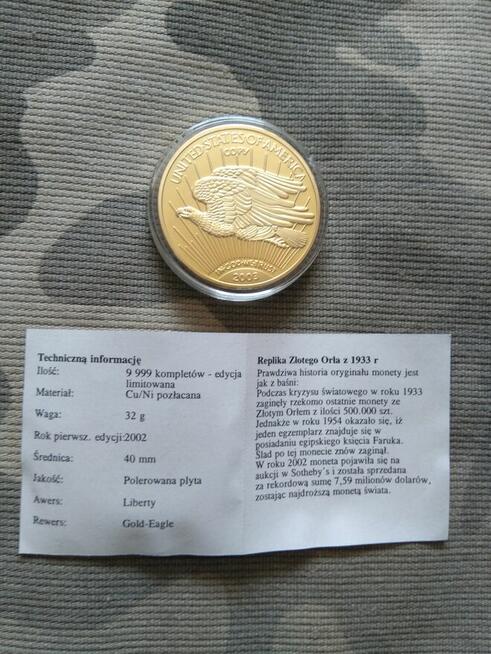 UNITED STATES OF AMERICA
COPY
IN GOD WE TRUST
2003
Techniczną informację
Ilość: 9 999 kompletów - edycja
limitowana
Materiał: Cu/Ni pozłacana
Waga: 32 g
Rok pierwsz. edycji:2002
Średnica: 40 mm
Jakość: Polerowana plyta
Awers: Liberty
Rewers: Gold-Eagle
Replika Złotego Orła z 1933 r
Prawdziwa historia oryginału monety jest
jak z baśni:
Podczas kryzysu światowego w roku 1933
zaginęły rzekomo ostatnie monety ze
Złotym Orłem z ilości 500.000 szt.
Jednakże w roku 1954 okazało się, iż
jeden egzemplarz znajduje się w
posiadaniu egipskiego księcia Faruka.
Ślad po tej monecie znów zaginął.
W roku 2002 moneta pojawiła się na
aukcji w Sotheby´s i została sprzedana
za rekordową sumę 7,59 milionów dolarów,
zostając najdroższą monetą świata.